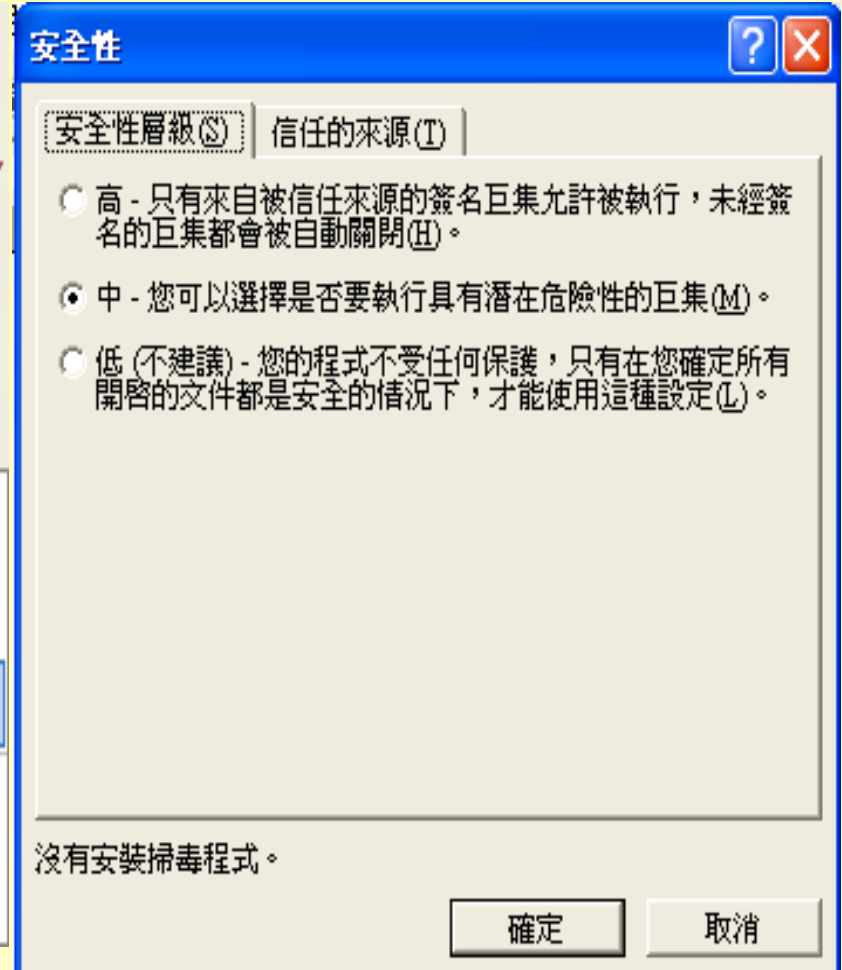 安全性
安全性層級(S)
信任的來源(T)
高 - 只有來自被信任來源的簽名巨集允許被執行，未經簽
名的巨集都會被自動關閉(H)。
中 - 您可以選擇是否要執行具有潛在危險性的巨集(M)。
低 (不建議) - 您的程式不受任何保護，只有在您確定所有
開啓的文件都是安全的情況下，才能使用這種設定(L)。
沒有安裝掃毒程式。
確定
取消